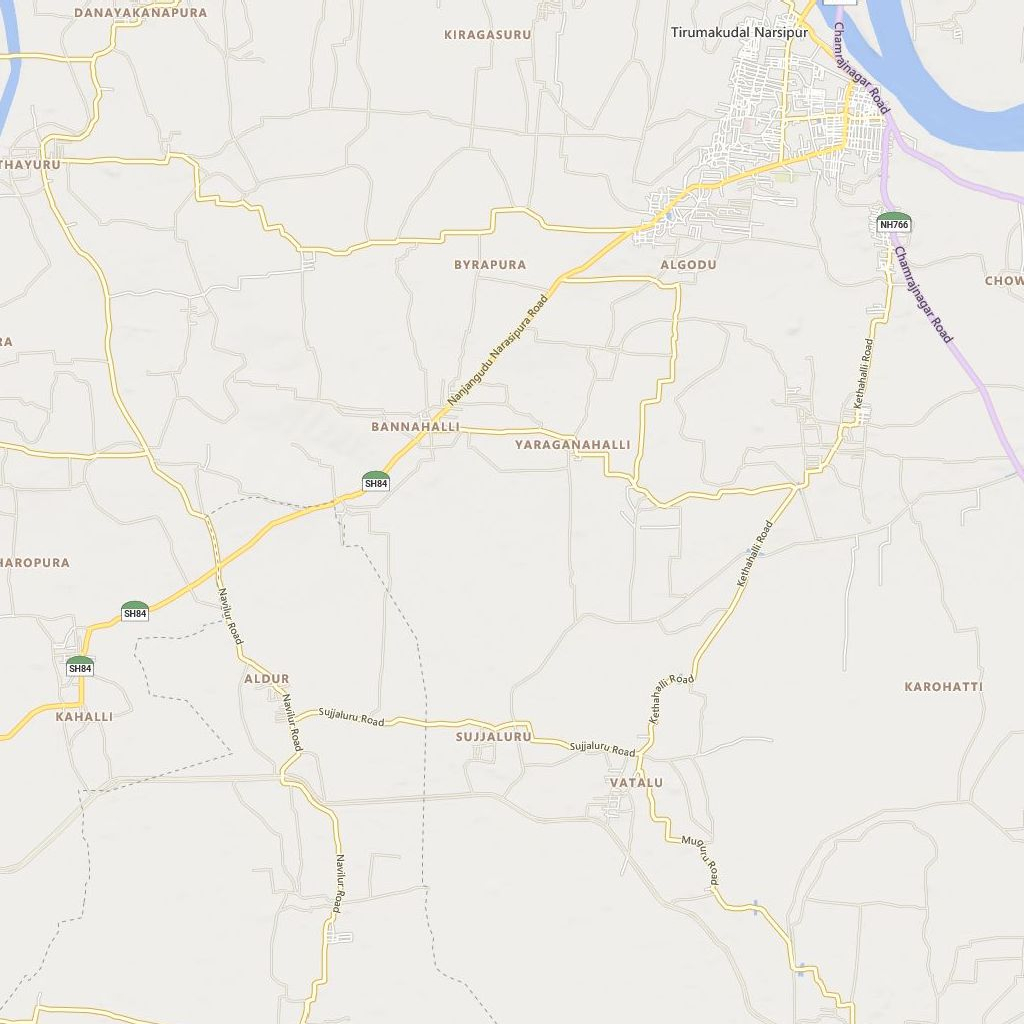 DANAYAKANAPURA
KIRAGASURU
Tirumakudal Narsipur
Chamrajnagar Road
THAYURU
NH766
BYRAPURA
ALGODU
CHOW
Chamrajnagar Road
Nanjangudu Narasipura Road
RA
Kethahalli Road
BANNAHALLI
YARAGANAHALLI
SH84
HAROPURA
Kethahalli Road
SH84
Navilur Road
SH84
ALDUR
Kethahalli Road
KAROHATTI
KAHALLI
Navilur Road
Sujjaluru Road
SUJJALURU
Sujjaluru Road
VATALU
Muguru Road
Navilur Road